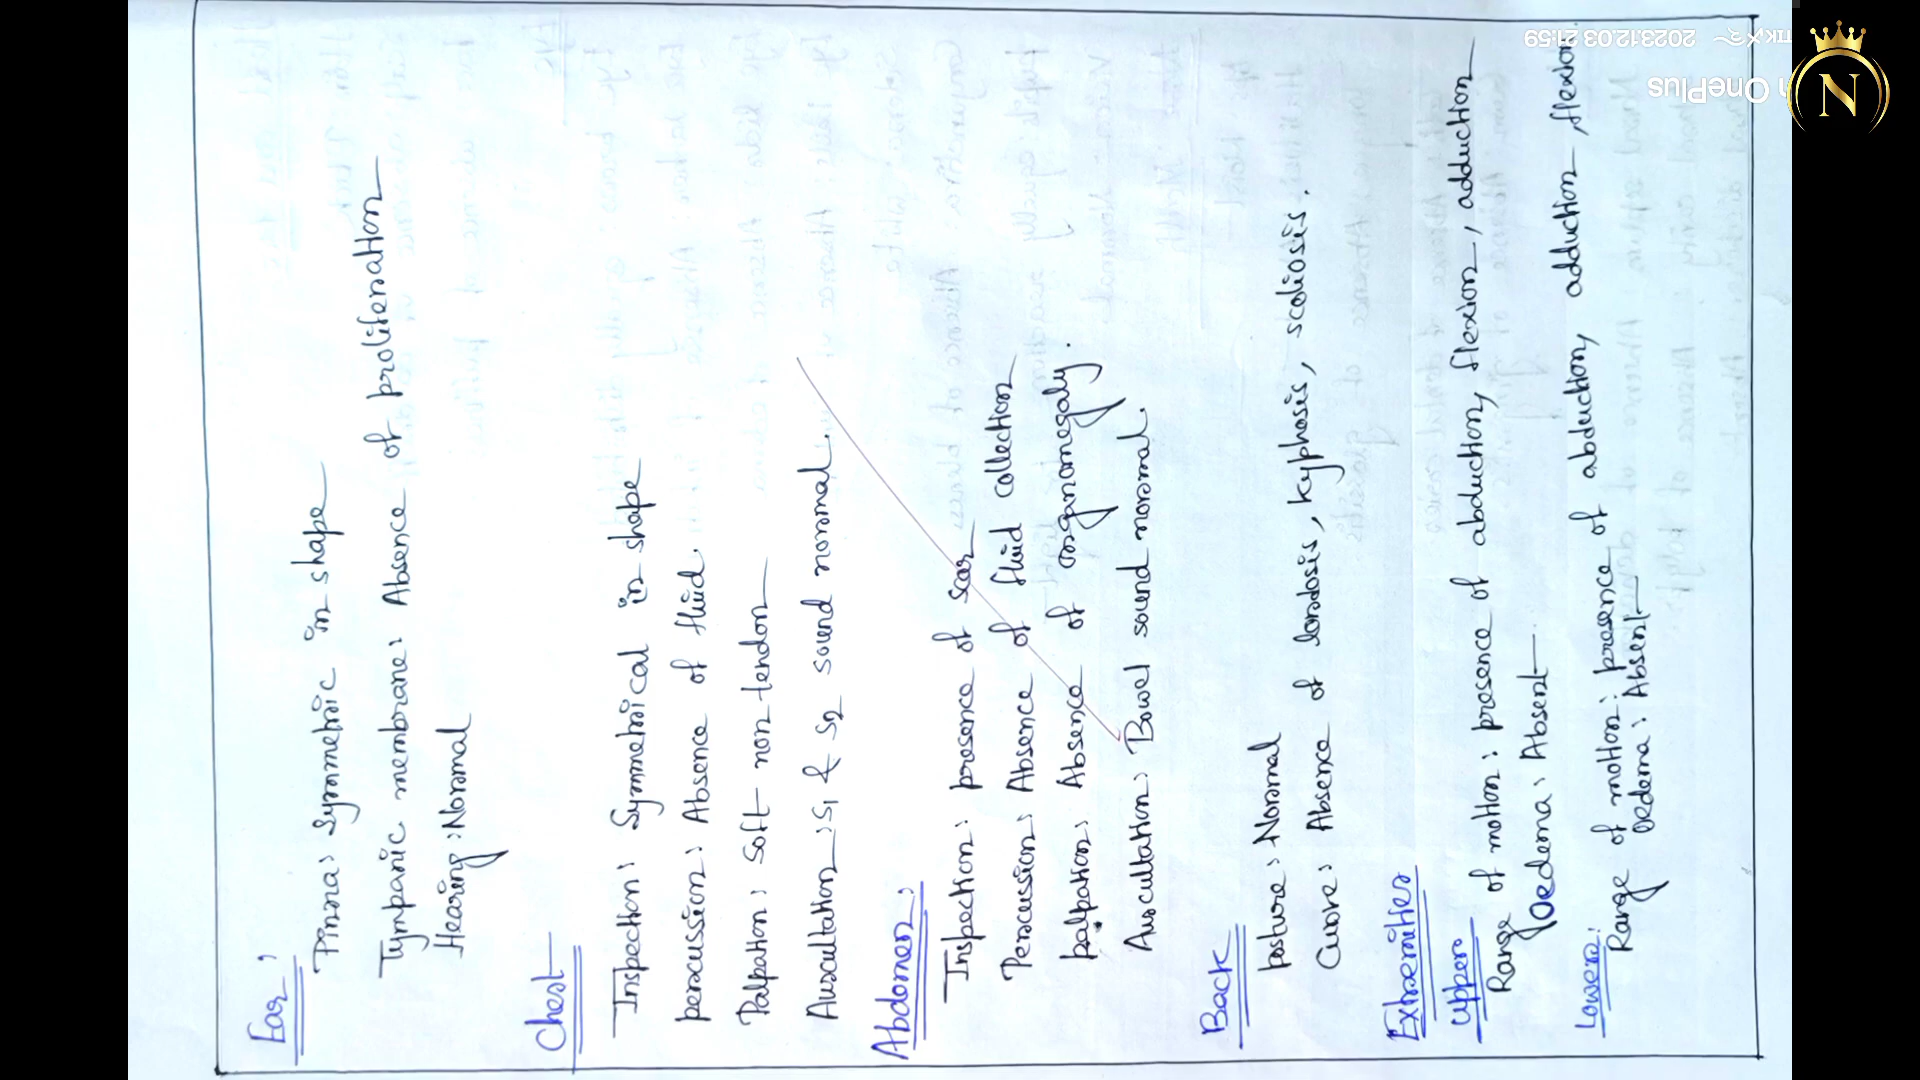 Ear:
Pinna: Symmetric in shape
Tympanic membrane: Absence of proliferation
Hearing: Normal
Chest
Inspection: Symmetrical in shape
percussion: Absence of fluid.
Palpation: soft non-tendon
Auscultation: S1 & S2 sound normal.
Abdomen:
Inspection: presence of scar
Percussion: Absence of fluid collection
palpation: Absence of organomegaly.
Auscultation: Bowel sound normal.
Back
posture: Normal
Curve: Absence of lordosis, kyphosis, scoliosis.
Extremities
Upper
Range of motion: presence of abduction, flexion, adduction
Oedema: Absent
Lower:
Range of motion: presence of abduction, adduction, flexion
Oedema: Absent
OnePlus
2023.12.03 21:59
N